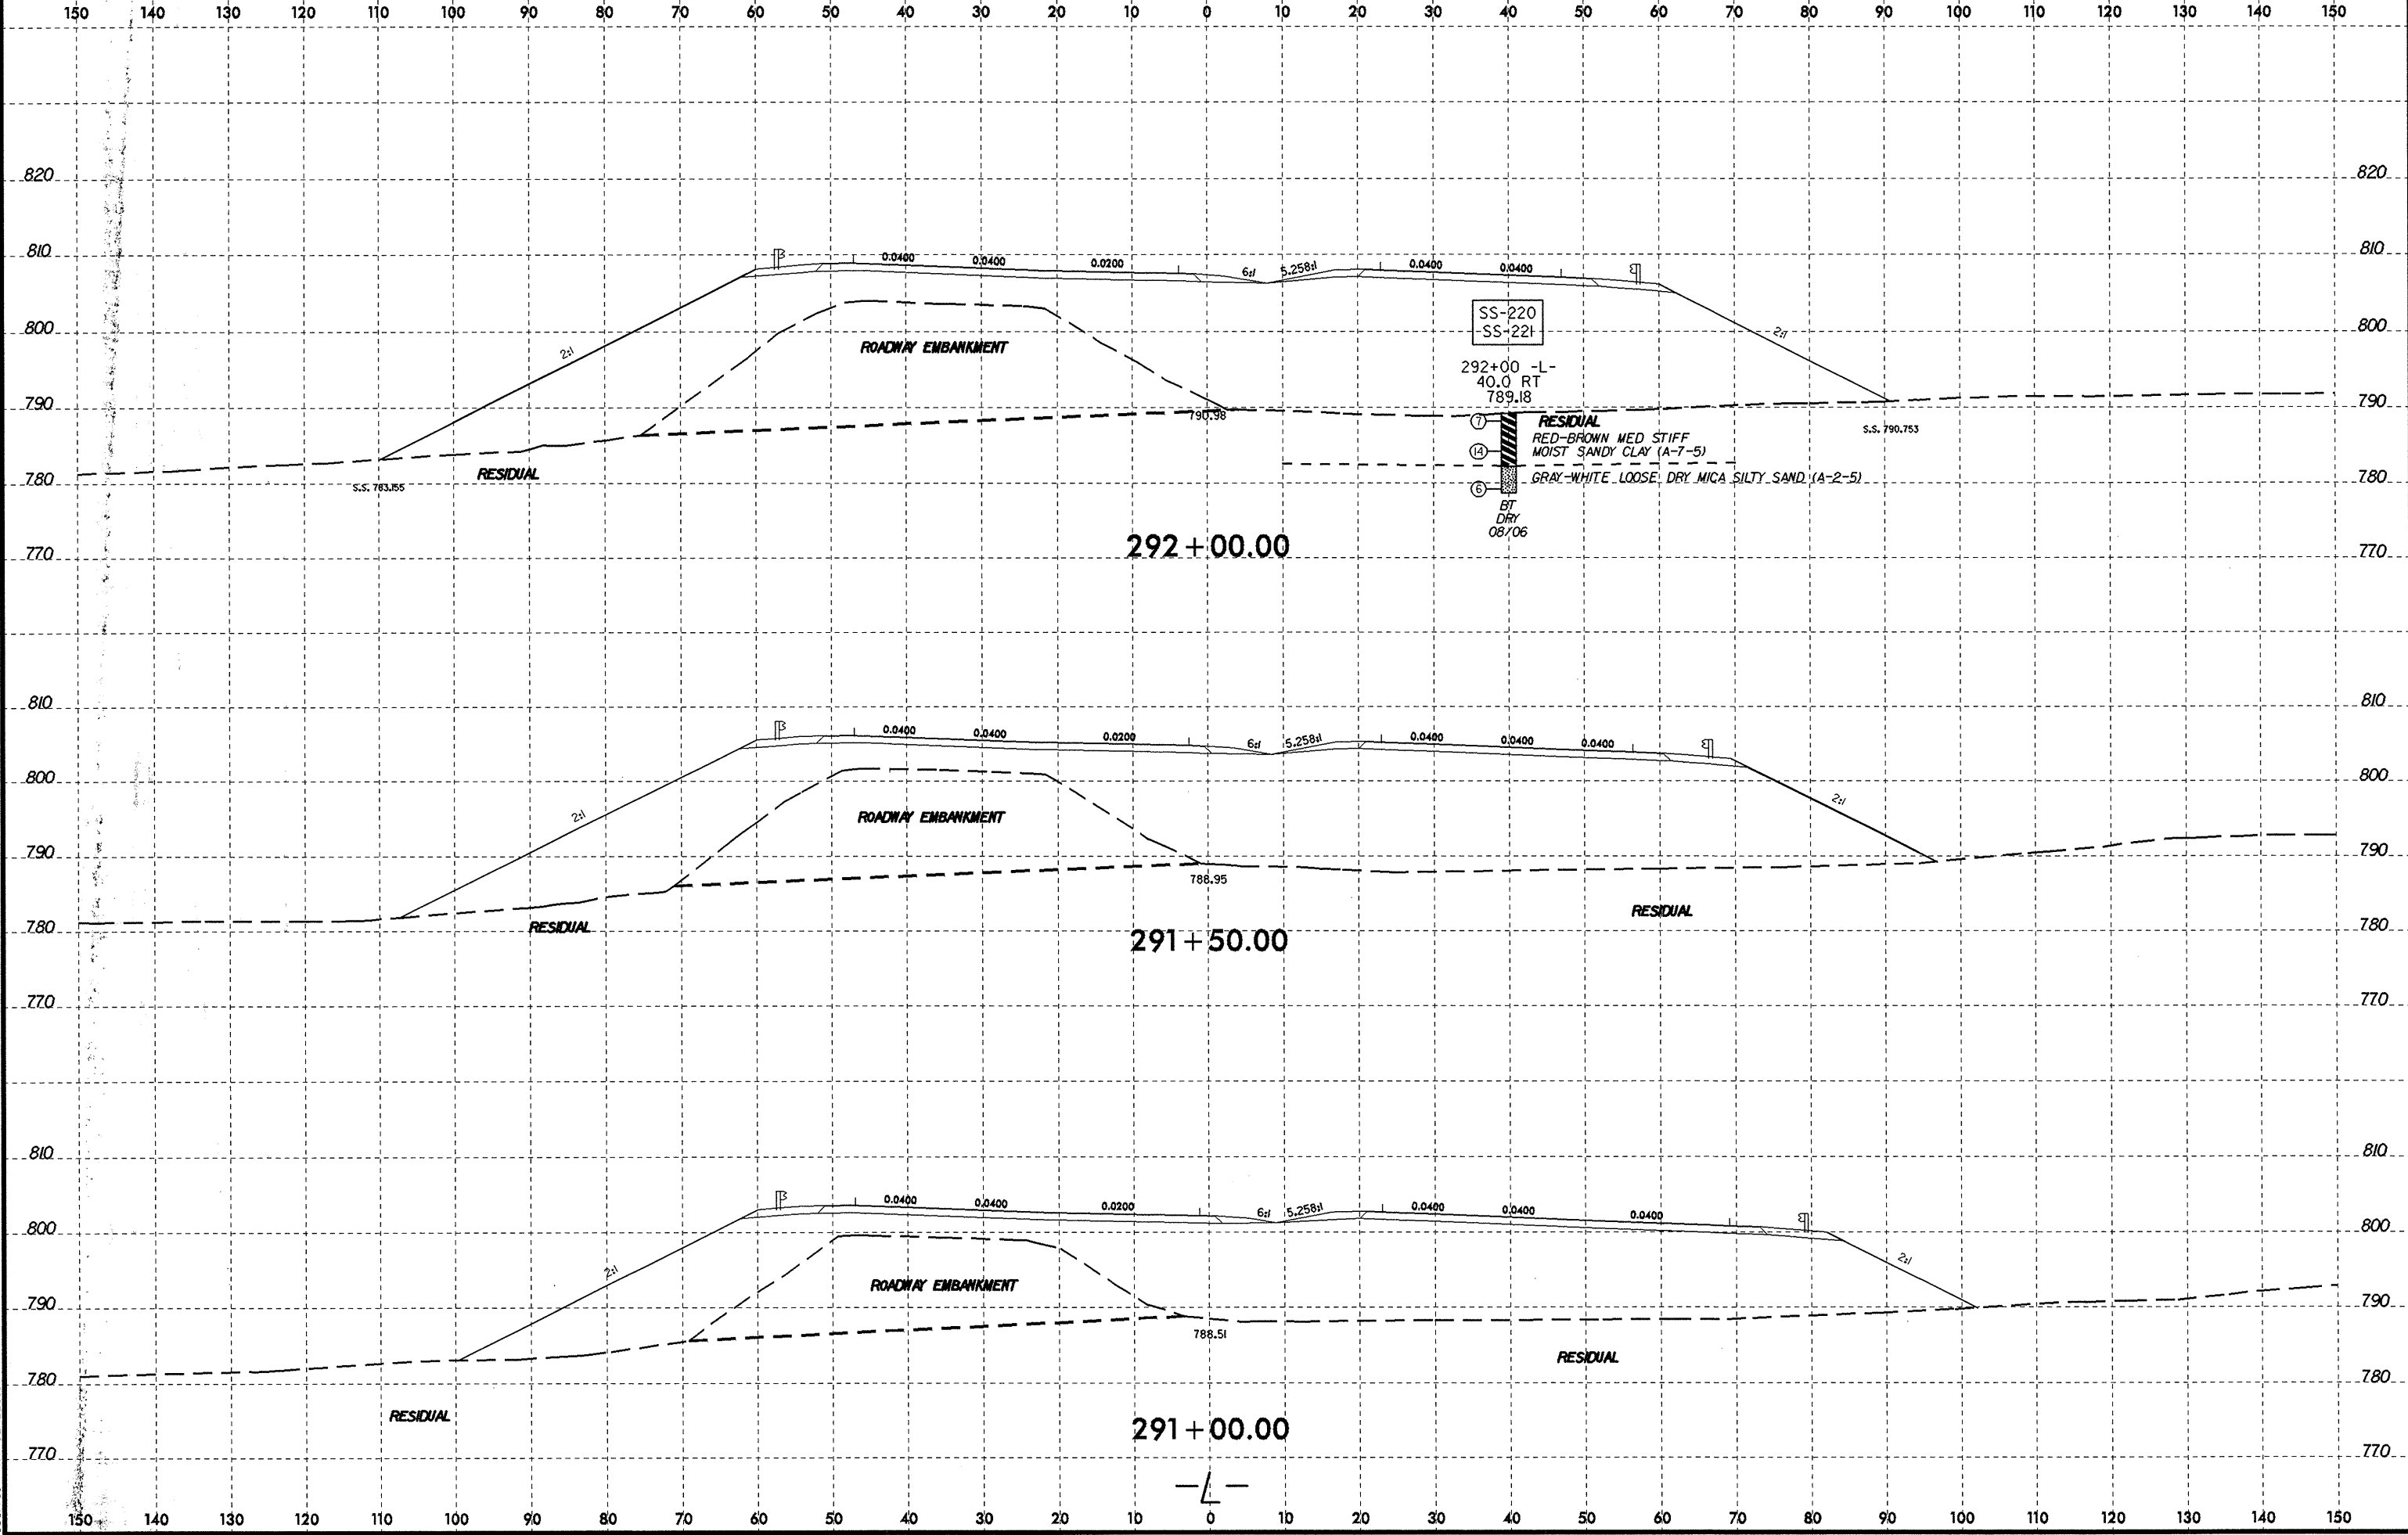 150 140 130 120 110 100 90 80 70 60 50 40 30 20 10 0 10 20 30 40 50 60 70 80 90 100 110 120 130 140 150
820 820
810 810
0.0400 0.0400 0.0200 6:1 5.258:1 0.0400 0.0400
SS-220
SS-221
800 800
2:1 ROADWAY EMBANKMENT 2:1
292+00 -L-
40.0 RT
789.18
790 790
790.98
7 RESIDUAL
S.S. 790.753
RED-BROWN MED STIFF
14 MOIST SANDY CLAY (A-7-5)
RESIDUAL
780 780
S.S. 783.155
6 GRAY-WHITE LOOSE DRY MICA SILTY SAND (A-2-5)
BT
DRY
08/06
292+00.00
770 770
810 810
0.0400 0.0400 0.0200 6:1 5.258:1 0.0400 0.0400 0.0400
800 800
2:1 ROADWAY EMBANKMENT 2:1
790 790
788.95
RESIDUAL
780 780
RESIDUAL
291+50.00
770 770
810 810
0.0400 0.0400 0.0200 6:1 5.258:1 0.0400 0.0400 0.0400
800 800
2:1 ROADWAY EMBANKMENT 2:1
790 790
788.51
RESIDUAL
780 780
RESIDUAL
291+00.00
770 770
-L-
150 140 130 120 110 100 90 80 70 60 50 40 30 20 10 0 10 20 30 40 50 60 70 80 90 100 110 120 130 140 150